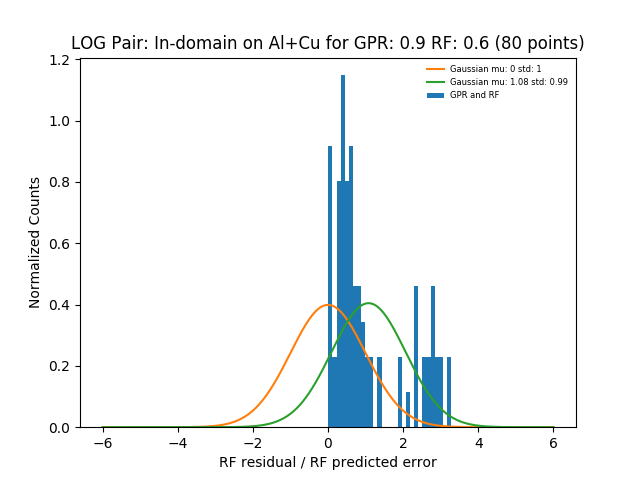 LOG Pair: In-domain on Al+Cu for GPR: 0.9 RF: 0.6 (80 points)
Gaussian mu: 0 std: 1
Gaussian mu: 1.08 std: 0.99
GPR and RF
Normalized Counts
1.2
1.0
0.8
0.6
0.4
0.2
0.0
−6
−4
−2
0
2
4
6
RF residual / RF predicted error